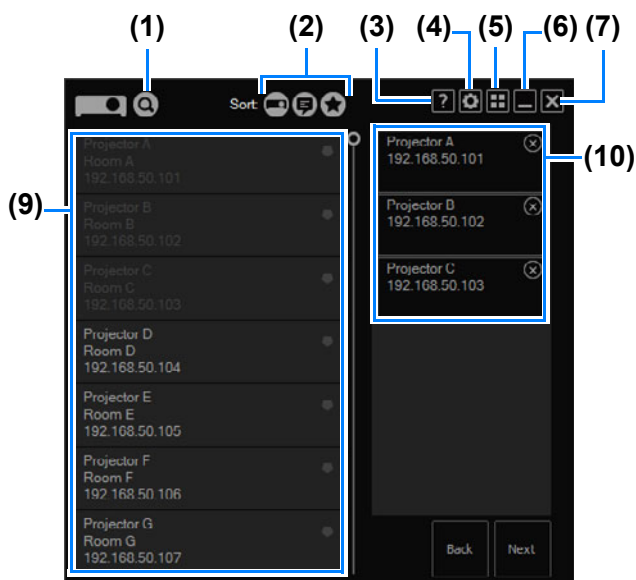 (1) (2) (3) (4) (5) (6) (7)
Sort: ?
(9)
Projector A
Room A
192.168.50.101
Projector B
Room B
192.168.50.102
Projector C
Room C
192.168.50.103
Projector D
Room D
192.168.50.104
Projector E
Room E
192.168.50.105
Projector F
Room F
192.168.50.106
Projector G
Room G
192.168.50.107
(10)
Projector A
192.168.50.101
Projector B
192.168.50.102
Projector C
192.168.50.103
Back Next